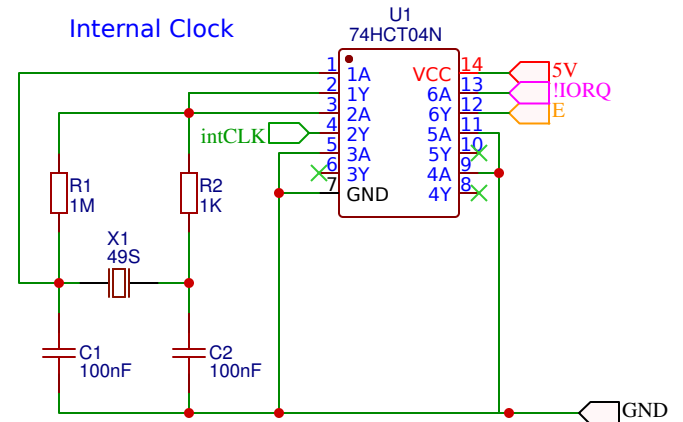 Internal Clock
U1
74HCT04N
1 1A VCC 14 5V
2 1Y 6A 13 !IORQ
3 2A 6Y 12 E
intCLK 4 2Y 5A 11
5 3A 5Y 10
6 3Y 4A 9
7 GND 4Y 8
R1
1M
R2
1K
X1
49S
C1
100nF
C2
100nF
GND